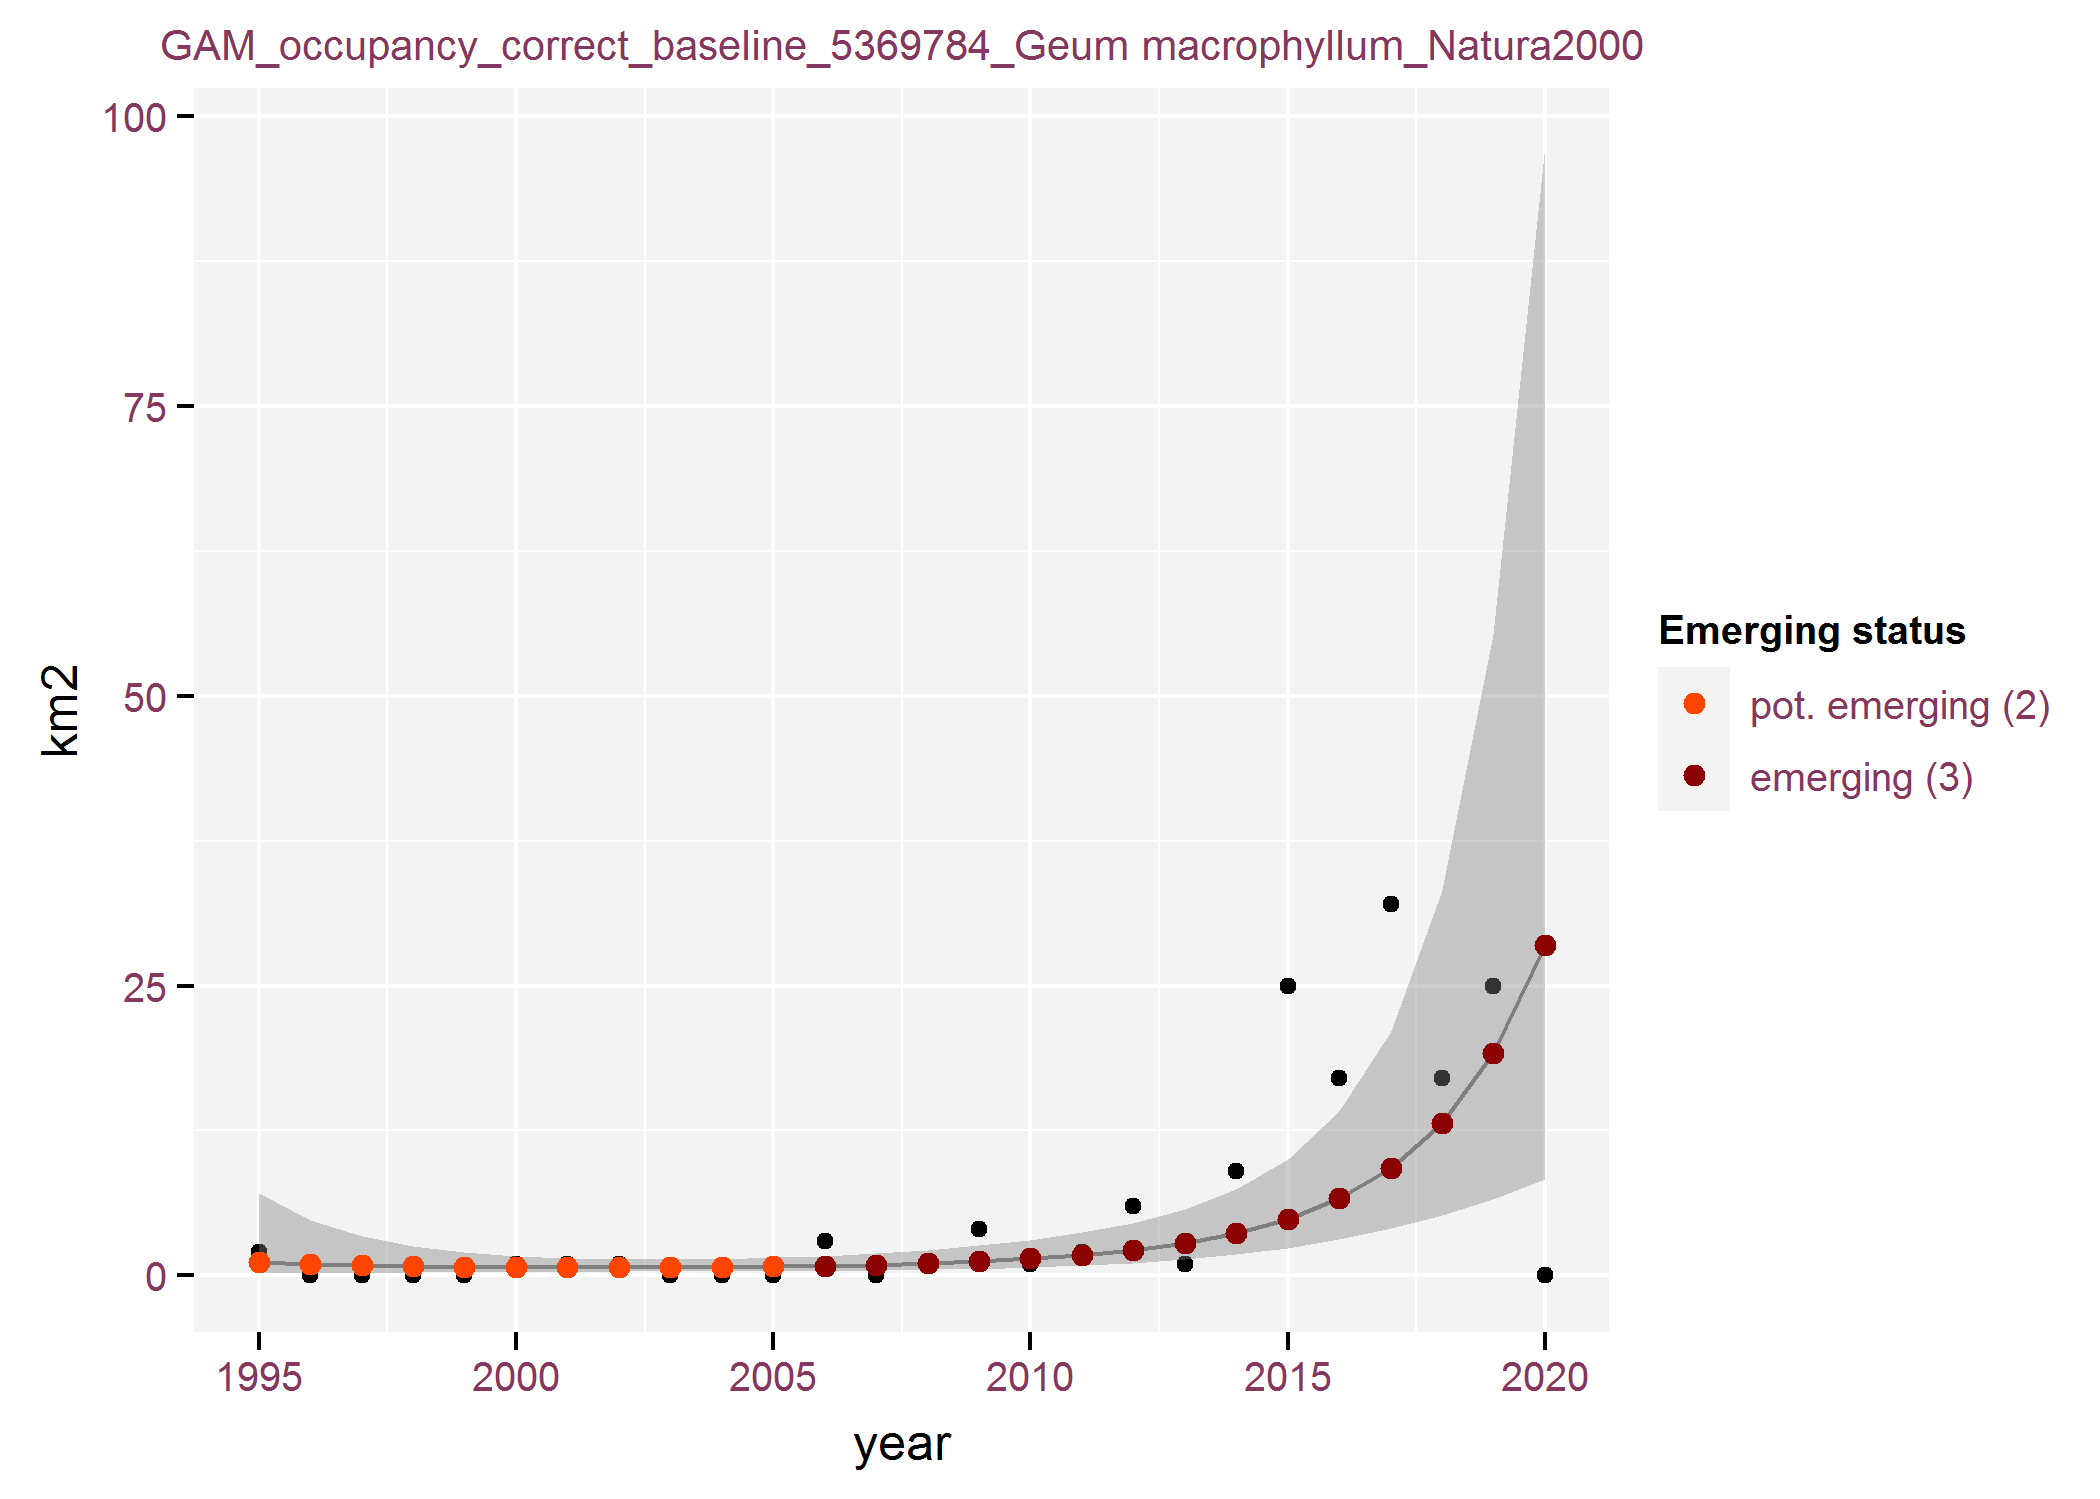 GAM_occupancy_correct_baseline_5369784_Geum macrophyllum_Natura2000
100
75
50
25
0
km2
1995 2000 2005 2010 2015 2020
year
Emerging status
pot. emerging (2)
emerging (3)